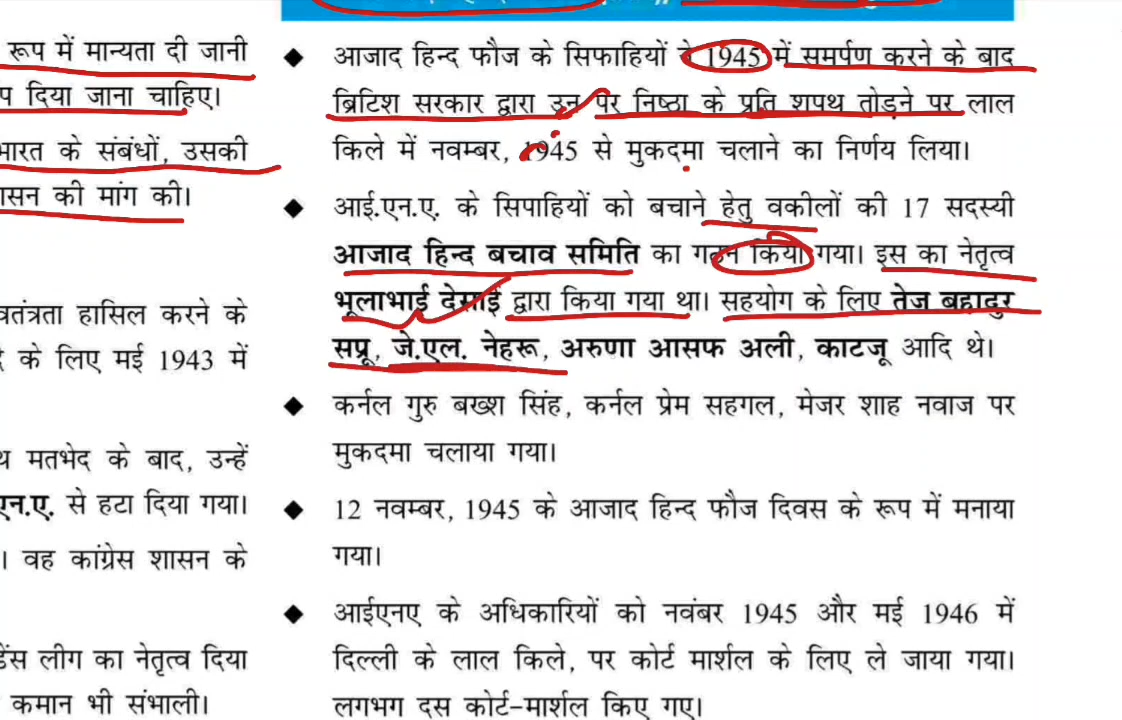 रूप में मान्यता दी जानी
प दिया जाना चाहिए।
भारत के संबंधों, उसकी
ासन की मांग की।
वतंत्रता हासिल करने के
के लिए मई 1943 में
थ मतभेद के बाद, उन्हें
एन.ए. से हटा दिया गया।
। वह कांग्रेस शासन के
डेंस लीग का नेतृत्व दिया
कमान भी संभाली।
◆ आजाद हिन्द फौज के सिफाहियों ने 1945 में समर्पण करने के बाद
ब्रिटिश सरकार द्वारा उन पर निष्ठा के प्रति शपथ तोड़ने पर लाल
किले में नवम्बर, 1945 से मुकदमा चलाने का निर्णय लिया।
◆ आई.एन.ए. के सिपाहियों को बचाने हेतु वकीलों की 17 सदस्यी
आजाद हिन्द बचाव समिति का गठन किया गया। इस का नेतृत्व
भूलाभाई देसाई द्वारा किया गया था। सहयोग के लिए तेज बहादुर
सप्रू, जे.एल. नेहरू, अरुणा आसफ अली, काटजू आदि थे।
◆ कर्नल गुरु बख्श सिंह, कर्नल प्रेम सहगल, मेजर शाह नवाज पर
मुकदमा चलाया गया।
◆ 12 नवम्बर, 1945 के आजाद हिन्द फौज दिवस के रूप में मनाया
गया।
◆ आईएनए के अधिकारियों को नवंबर 1945 और मई 1946 में
दिल्ली के लाल किले, पर कोर्ट मार्शल के लिए ले जाया गया।
लगभग दस कोर्ट-मार्शल किए गए।